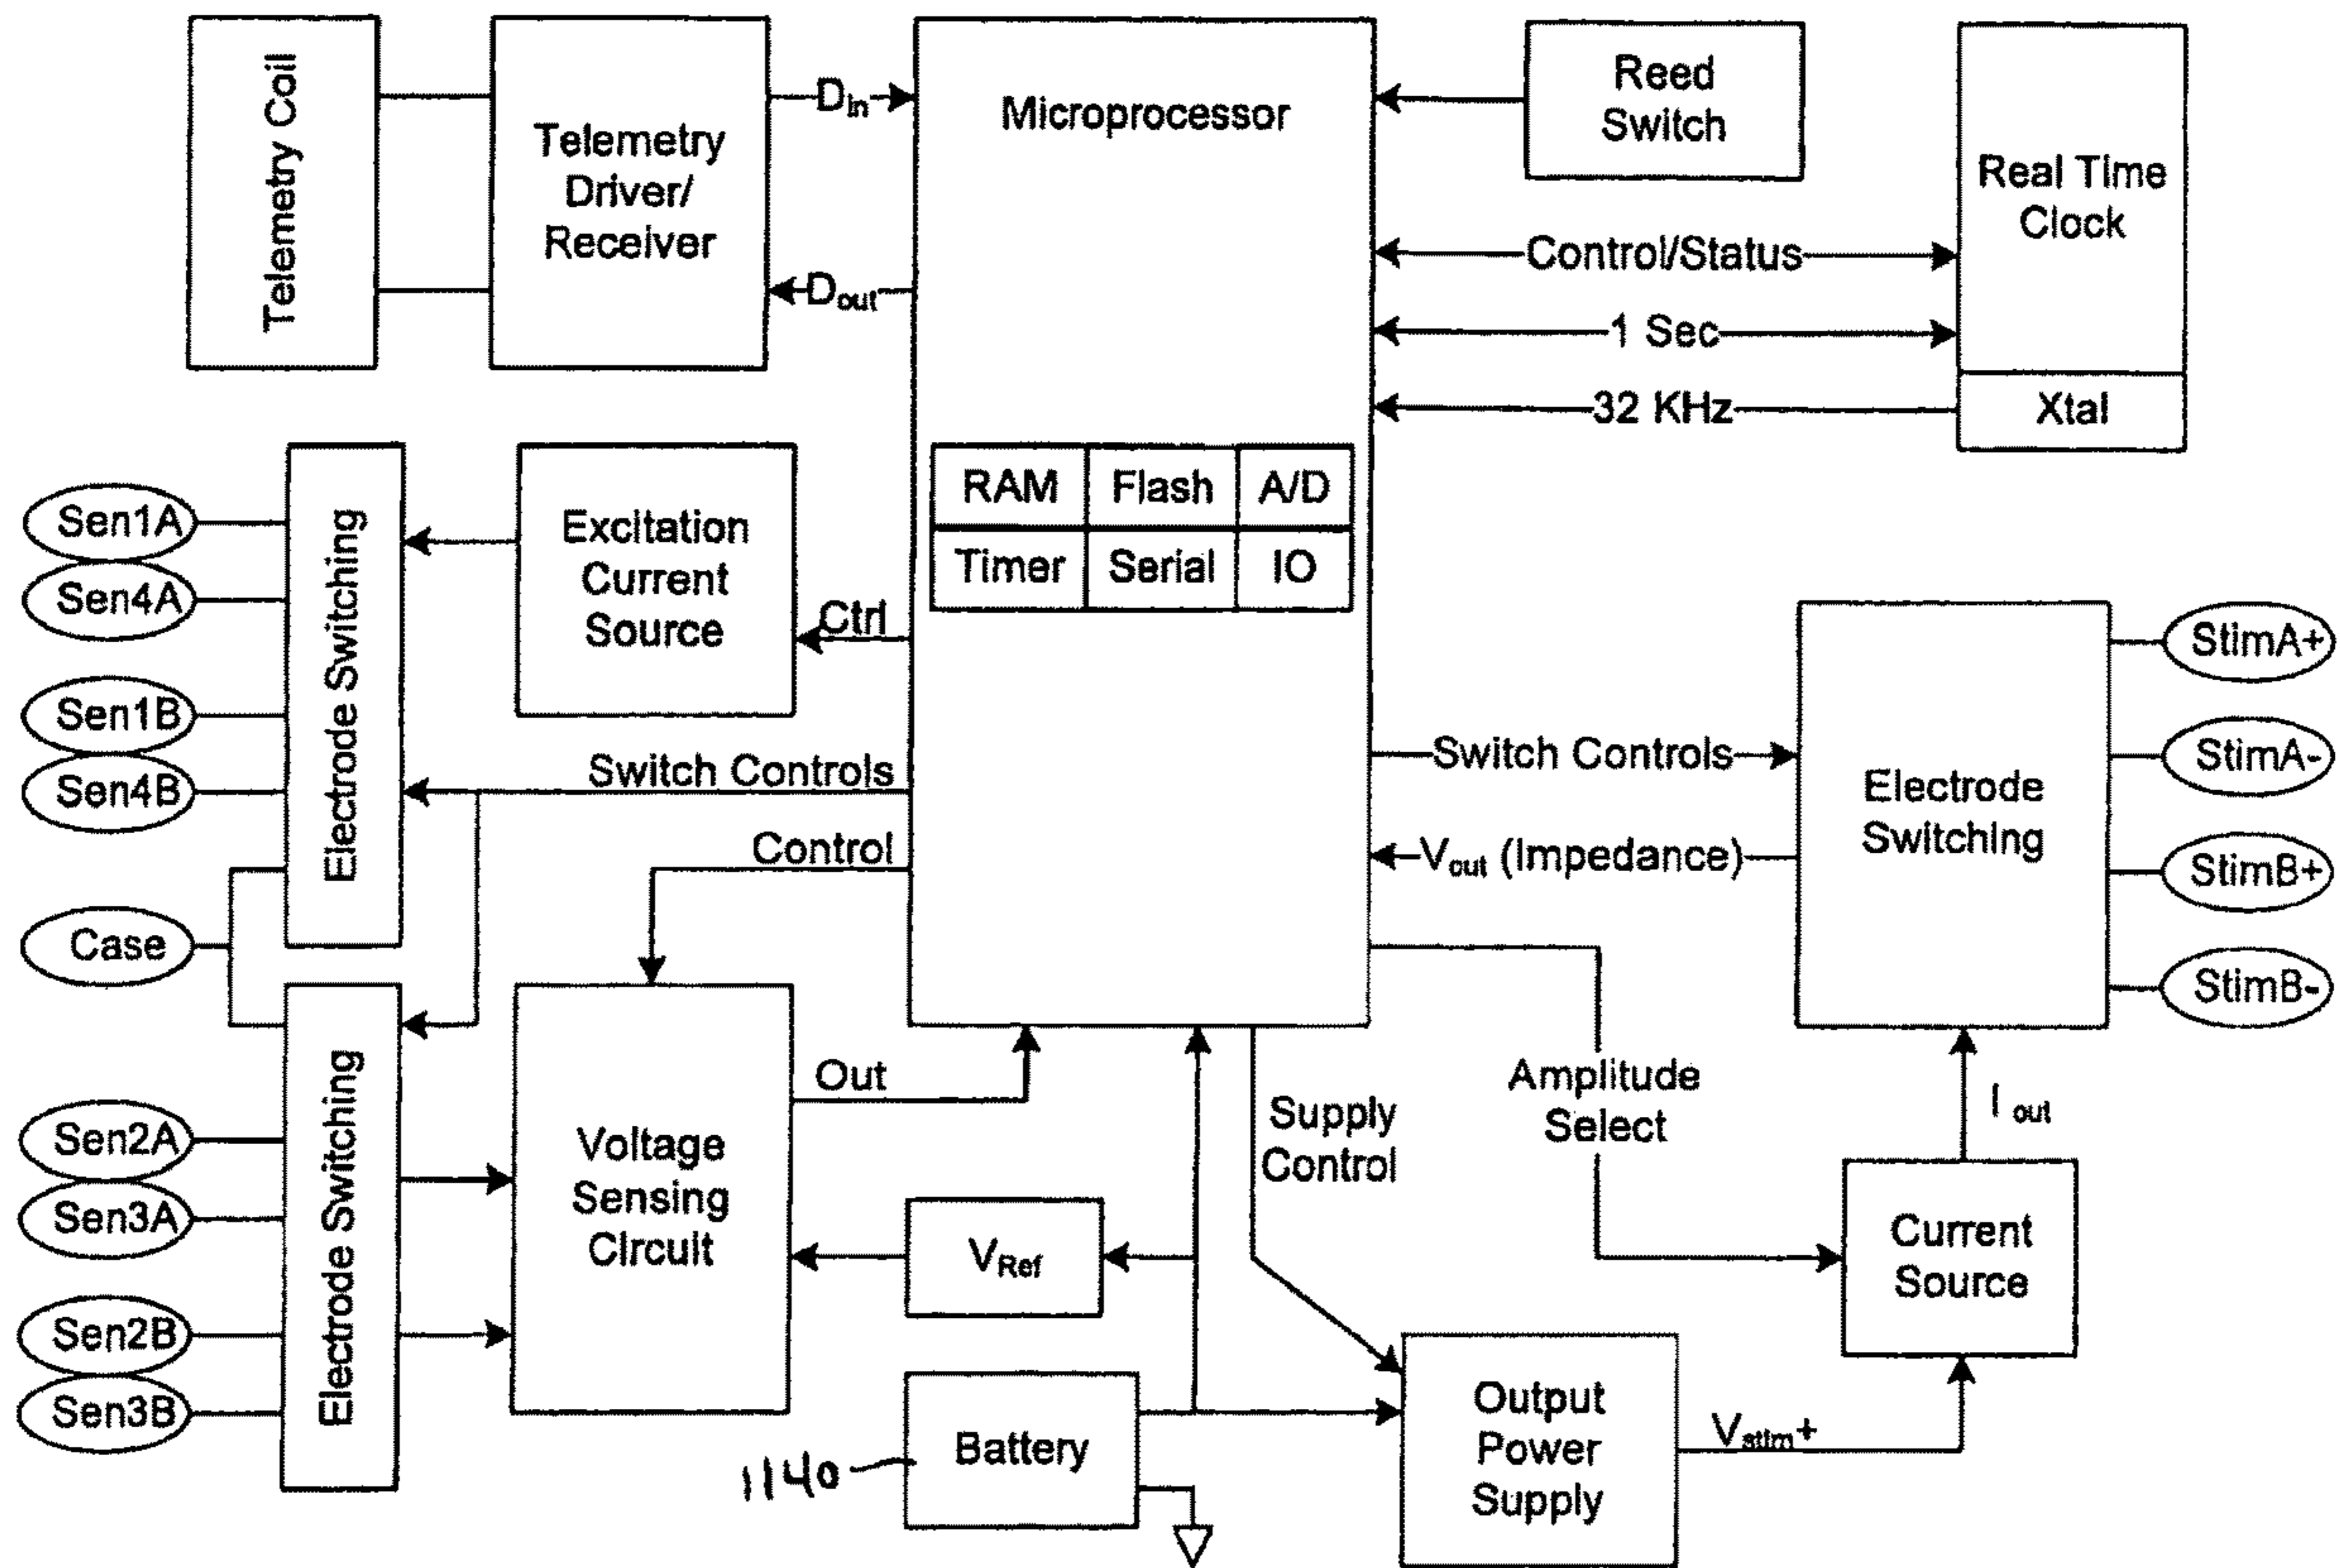 Telemetry Coil
Telemetry
Driver/
Receiver
Din
Dout
Microprocessor
Reed
Switch
Real Time
Clock
Control/Status
1 Sec
32 KHz
Xtal
RAM Flash A/D
Timer Serial IO
Sen1A
Sen4A
Sen1B
Sen4B
Electrode Switching
Excitation
Current
Source
Ctrl
Switch Controls
Control
Case
Sen2A
Sen3A
Sen2B
Sen3B
Electrode Switching
Voltage
Sensing
Circuit
Out
VRef
Battery
1140
Supply
Control
Switch Controls
Vout (Impedance)
Electrode
Switching
StimA+
StimA-
StimB+
StimB-
Amplitude
Select
I out
Current
Source
Output
Power
Supply
Vstim+